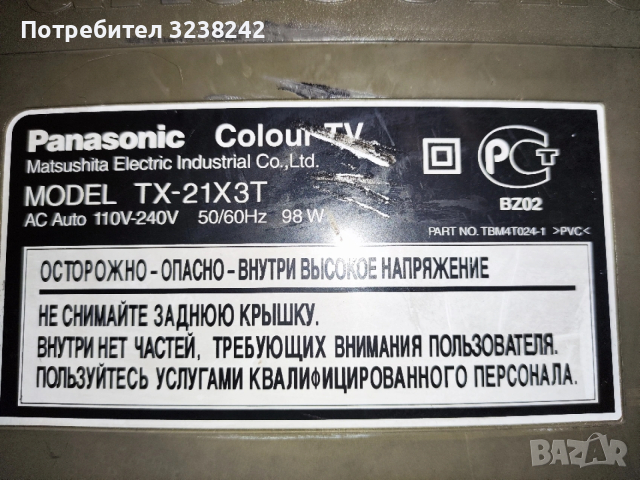 Потребител 3238242
Panasonic Colour TV
Matsushita Electric Industrial Co.,Ltd.
MODEL TX-21X3T
AC Auto 110V-240V 50/60Hz 98 W
РСТ
BZ02
PART NO. TBM4T024-1 >PVC<
ОСТОРОЖНО – ОПАСНО – ВНУТРИ ВЫСОКОЕ НАПРЯЖЕНИЕ
НЕ СНИМАЙТЕ ЗАДНЮЮ КРЫШКУ.
ВНУТРИ НЕТ ЧАСТЕЙ, ТРЕБУЮЩИХ ВНИМАНИЯ ПОЛЬЗОВАТЕЛЯ.
ПОЛЬЗУЙТЕСЬ УСЛУГАМИ КВАЛИФИЦИРОВАННОГО ПЕРСОНАЛА.
BAZAR